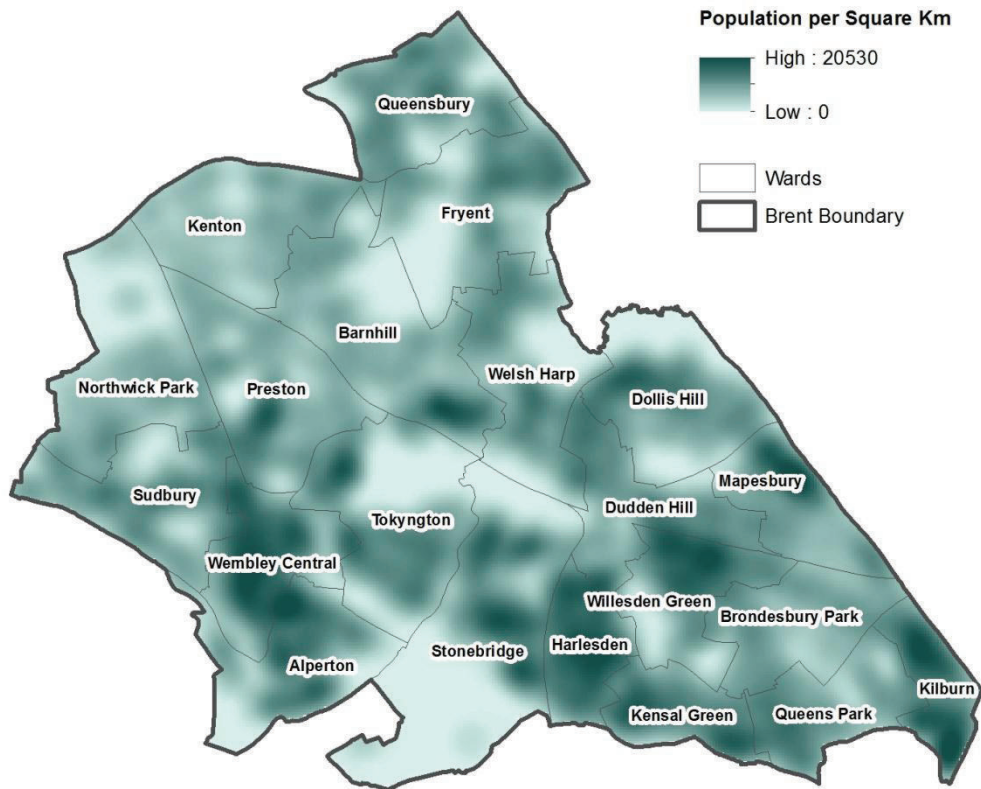 Population per Square Km
High : 20530
Low : 0
Wards
Brent Boundary
Queensbury
Kenton
Fryent
Barnhill
Northwick Park
Preston
Welsh Harp
Dollis Hill
Sudbury
Mapesbury
Tokyngton
Dudden Hill
Wembley Central
Willesden Green
Brondesbury Park
Alperton
Stonebridge
Harlesden
Kilburn
Kensal Green
Queens Park